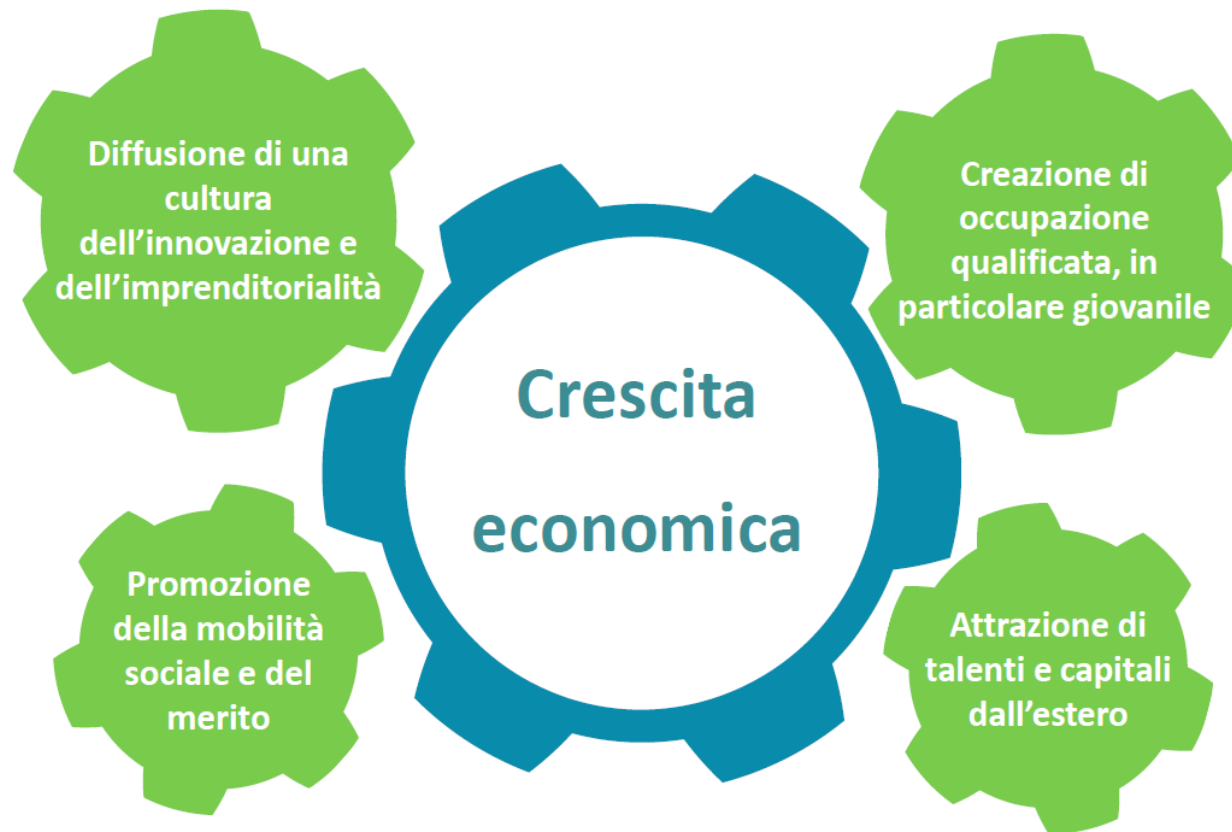 Diffusione di una
cultura
dell’innovazione e
dell’imprenditorialità
Creazione di
occupazione
qualificata, in
particolare giovanile
Crescita
economica
Promozione
della mobilità
sociale e del
merito
Attrazione di
talenti e capitali
dall’estero